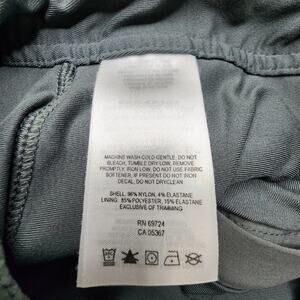 MACHINE WASH COLD GENTLE, DO NOT
BLEACH, TUMBLE DRY LOW, REMOVE
PROMPTLY, IRON LOW, DO NOT USE FABRIC
SOFTENER, IF PRESENT DO NOT IRON
DECAL, DO NOT DRYCLEAN
SHELL: 96% NYLON, 4% ELASTANE
LINING: 85% POLYESTER, 15% ELASTANE
EXCLUSIVE OF TRIMMING
RN 69724
CA 05367